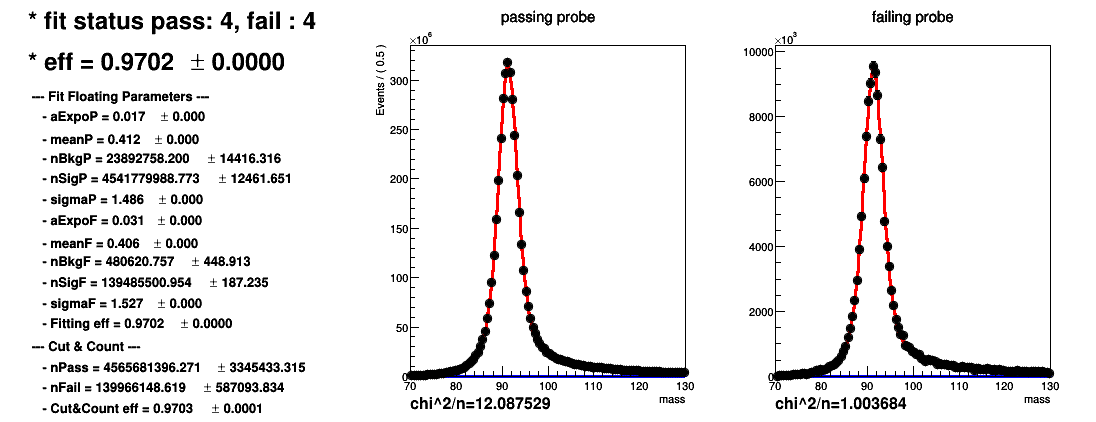 * fit status pass: 4, fail : 4
* eff = 0.9702 ± 0.0000
--- Fit Floating Parameters ---
- aExpoP = 0.017 ± 0.000
- meanP = 0.412 ± 0.000
- nBkgP = 23892758.200 ± 14416.316
- nSigP = 4541779988.773 ± 12461.651
- sigmaP = 1.486 ± 0.000
- aExpoF = 0.031 ± 0.000
- meanF = 0.406 ± 0.000
- nBkgF = 480620.757 ± 448.913
- nSigF = 139485500.954 ± 187.235
- sigmaF = 1.527 ± 0.000
- Fitting eff = 0.9702 ± 0.0000
--- Cut & Count ---
- nPass = 4565681396.271 ± 3345433.315
- nFail = 139966148.619 ± 587093.834
- Cut&Count eff = 0.9703 ± 0.0001
passing probe
×10⁶
Events / ( 0.5 )
300
250
200
150
100
50
0
70 80 90 100 110 120 130
mass
chi^2/n=12.087529
failing probe
×10³
10000
8000
6000
4000
2000
0
70 80 90 100 110 120 130
mass
chi^2/n=1.003684